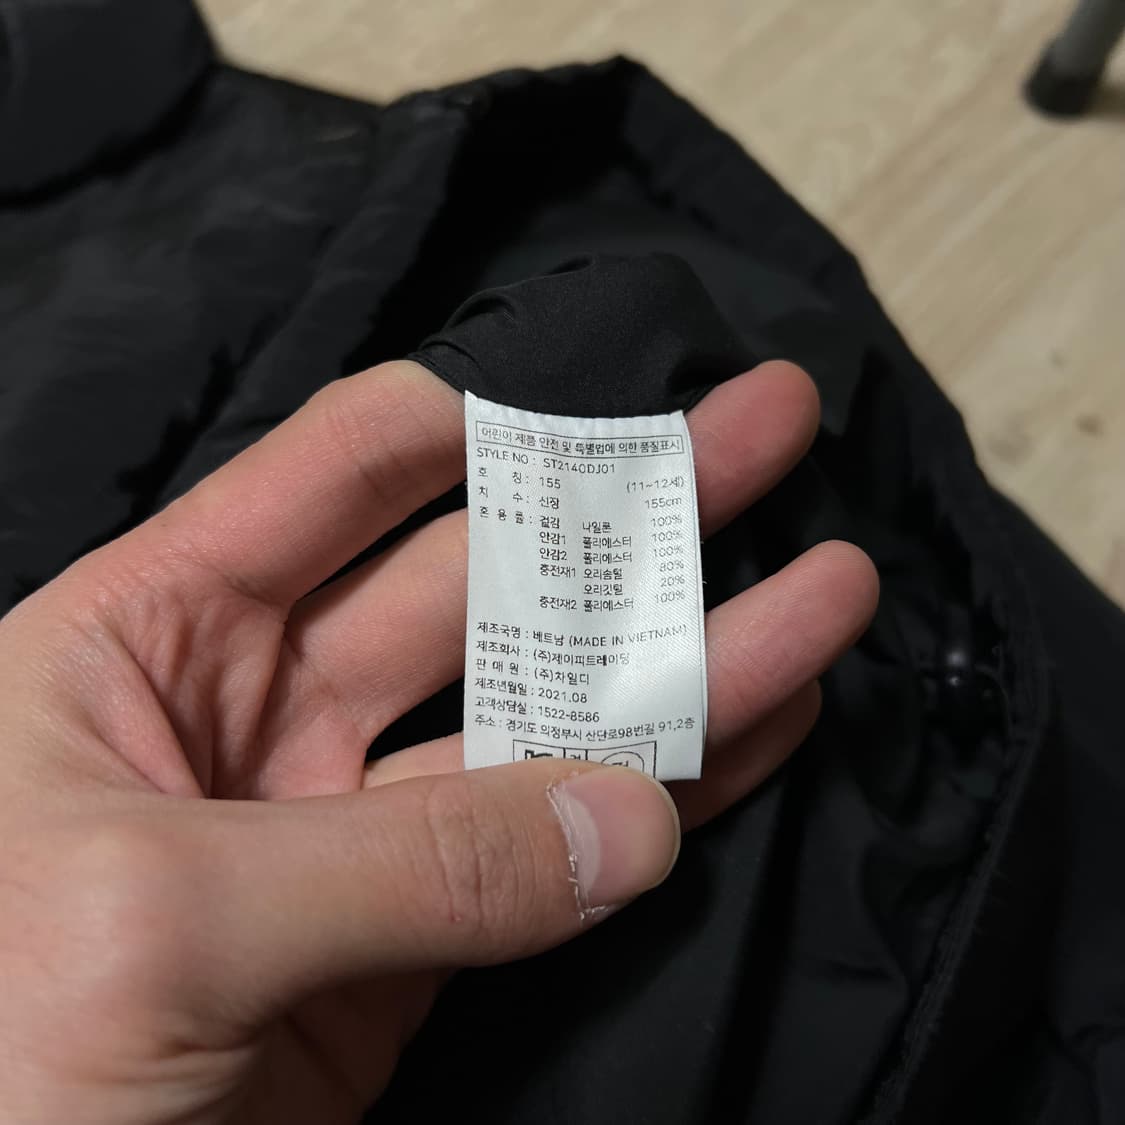 어린이 제품 안전 및 특별법에 의한 품질표시
STYLE NO : ST2140DJ01
호 칭 : 155 (11~12세)
치 수 : 신장 155cm
혼 용 률 : 겉감 나일론 100%
안감1 폴리에스터 100%
안감2 폴리에스터 100%
충전재1 오리솜털 80%
오리깃털 20%
충전재2 폴리에스터 100%
제조국명 : 베트남 (MADE IN VIETNAM)
제조회사 : (주)제이피트레이딩
판 매 원 : (주)차일디
제조년월일 : 2021.08
고객상담실 : 1522-8586
주소 : 경기도 의정부시 산단로98번길 91,2층